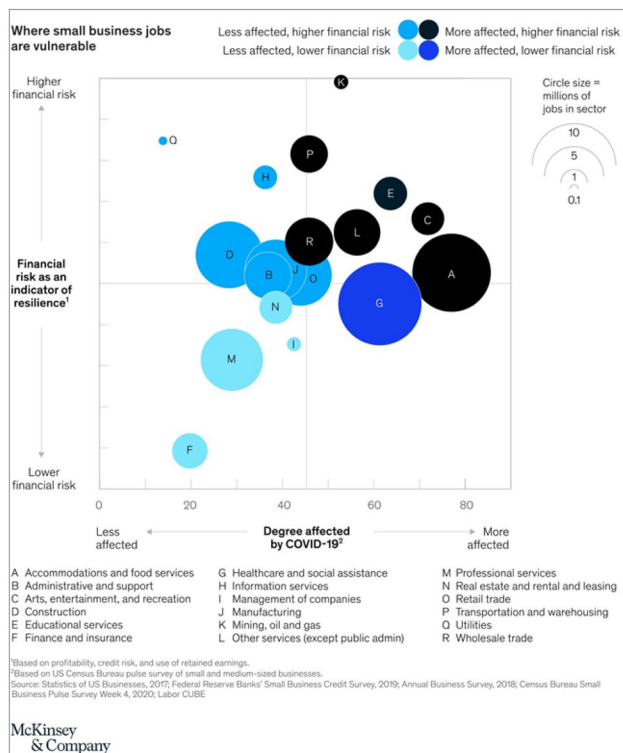 Where small business jobs
are vulnerable
Less affected, higher financial risk
More affected, higher financial risk
Less affected, lower financial risk
More affected, lower financial risk
Higher
financial risk
Circle size =
millions of
jobs in sector
10
5
1
0.1
K
Q
P
H
E
C
L
R
D
J
B
O
A
N
G
I
M
F
Financial
risk as an
indicator of
resilience¹
Lower
financial risk
0
20
40
60
80
Less
affected
Degree affected
by COVID-19²
More
affected
A Accommodations and food services
B Administrative and support
C Arts, entertainment, and recreation
D Construction
E Educational services
F Finance and insurance
G Healthcare and social assistance
H Information services
I Management of companies
J Manufacturing
K Mining, oil and gas
L Other services (except public admin)
M Professional services
N Real estate and rental and leasing
O Retail trade
P Transportation and warehousing
Q Utilities
R Wholesale trade
¹Based on profitability, credit risk, and use of retained earnings.
²Based on US Census Bureau pulse survey of small and medium-sized businesses.
Source: Statistics of US Businesses, 2017; Federal Reserve Banks' Small Business Credit Survey, 2019; Annual Business Survey, 2018; Census Bureau Small
Business Pulse Survey Week 4, 2020; Labor CUBE
McKinsey
& Company